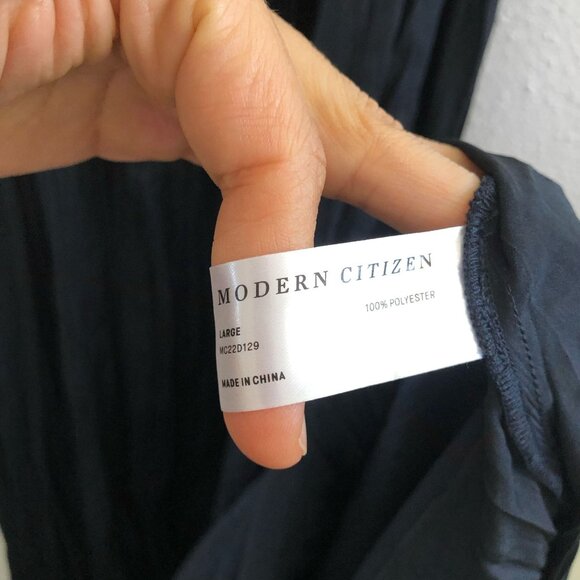 MODERN CITIZEN
LARGE
100% POLYESTER
MC22D129
MADE IN CHINA